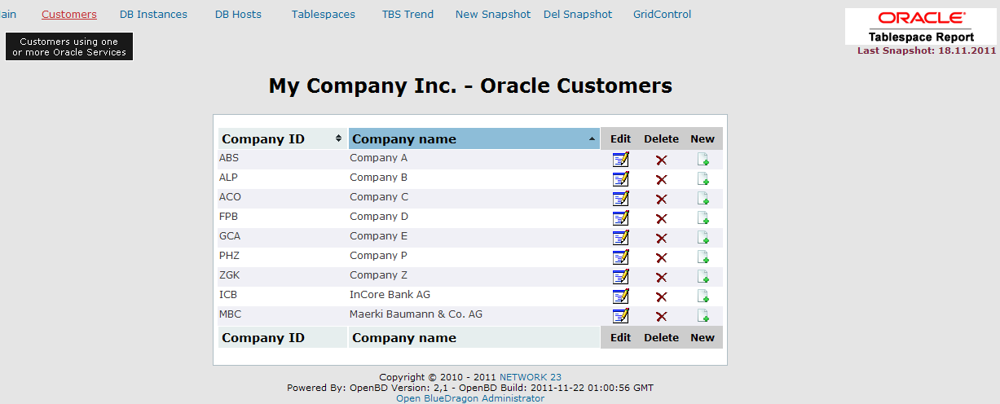 ain Customers DB Instances DB Hosts Tablespaces TBS Trend New Snapshot Del Snapshot GridControl
ORACLE®
Tablespace Report
Last Snapshot: 18.11.2011
Customers using one
or more Oracle Services
My Company Inc. - Oracle Customers
Company ID Company name Edit Delete New
ABS Company A
ALP Company B
ACO Company C
FPB Company D
GCA Company E
PHZ Company P
ZGK Company Z
ICB InCore Bank AG
MBC Maerki Baumann & Co. AG
Company ID Company name Edit Delete New
Copyright © 2010 - 2011 NETWORK 23
Powered By: OpenBD Version: 2,1 - OpenBD Build: 2011-11-22 01:00:56 GMT
Open BlueDragon Administrator